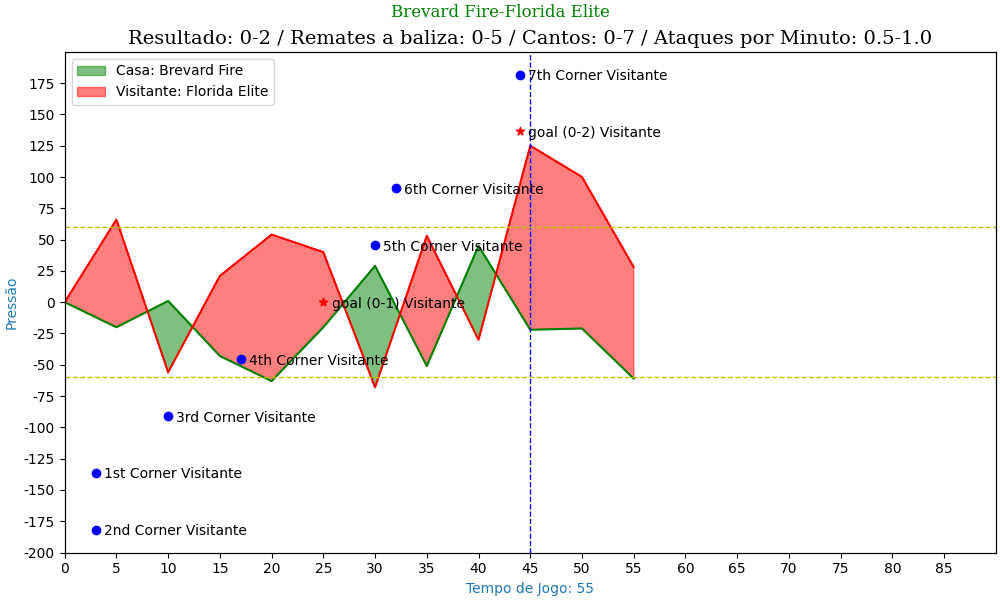 Brevard Fire-Florida Elite
Resultado: 0-2 / Remates a baliza: 0-5 / Cantos: 0-7 / Ataques por Minuto: 0.5-1.0
Casa: Brevard Fire
Visitante: Florida Elite
7th Corner Visitante
goal (0-2) Visitante
6th Corner Visitante
5th Corner Visitante
goal (0-1) Visitante
4th Corner Visitante
3rd Corner Visitante
1st Corner Visitante
2nd Corner Visitante
Pressão
175
150
125
100
75
50
25
0
-25
-50
-75
-100
-125
-150
-175
-200
0 5 10 15 20 25 30 35 40 45 50 55 60 65 70 75 80 85
Tempo de Jogo: 55